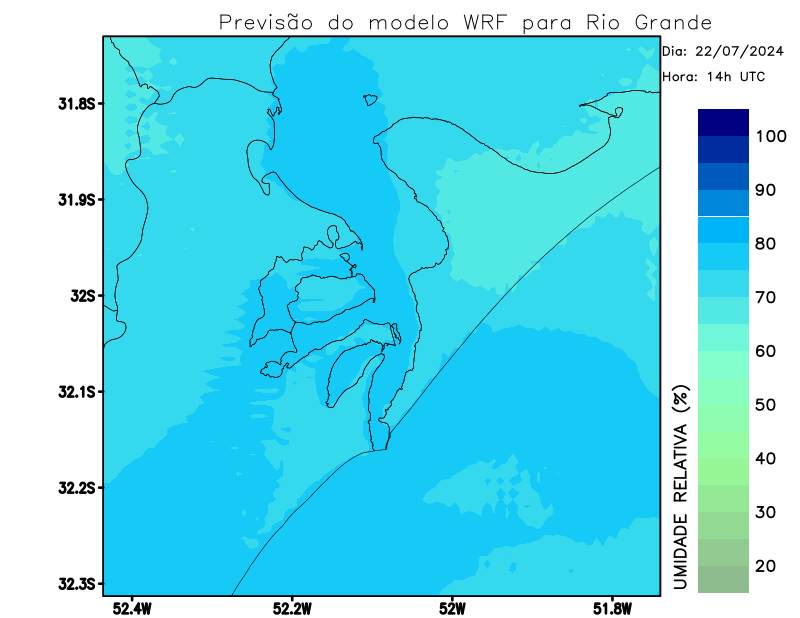 Previsão do modelo WRF para Rio Grande
Dia: 22/07/2024
Hora: 14h UTC
31.8S
31.9S
32S
32.1S
32.2S
32.3S
52.4W
52.2W
52W
51.8W
100
90
80
70
60
50
40
30
20
UMIDADE RELATIVA (%)